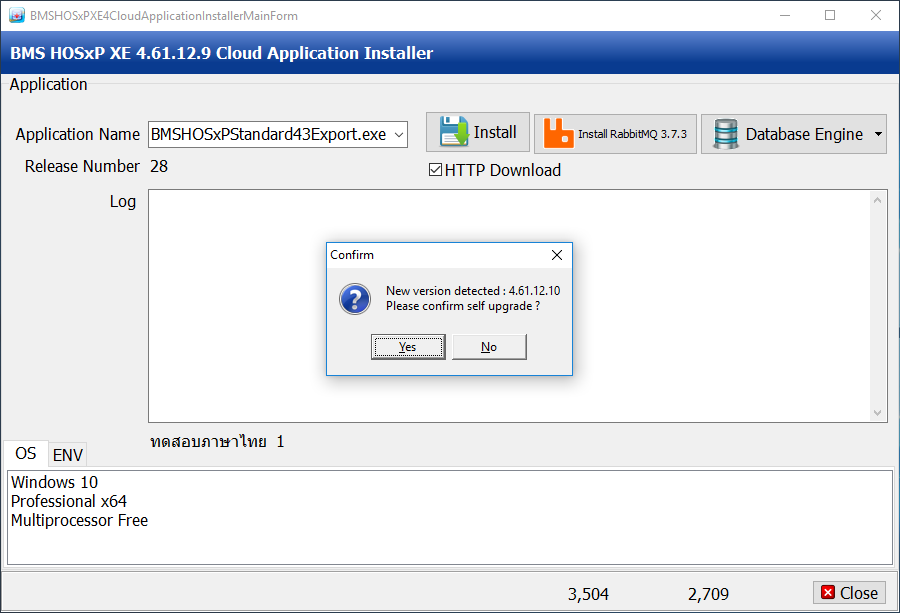 BMSHOSxPXE4CloudApplicationInstallerMainForm
BMS HOSxP XE 4.61.12.9 Cloud Application Installer
Application
Application Name BMSHOSxPStandard43Export.exe Install Install RabbitMQ 3.7.3 Database Engine
Release Number 28 HTTP Download
Log
Confirm
New version detected : 4.61.12.10
Please confirm self upgrade ?
Yes No
ทดสอบภาษาไทย 1
OS ENV
Windows 10
Professional x64
Multiprocessor Free
3,504 2,709 Close